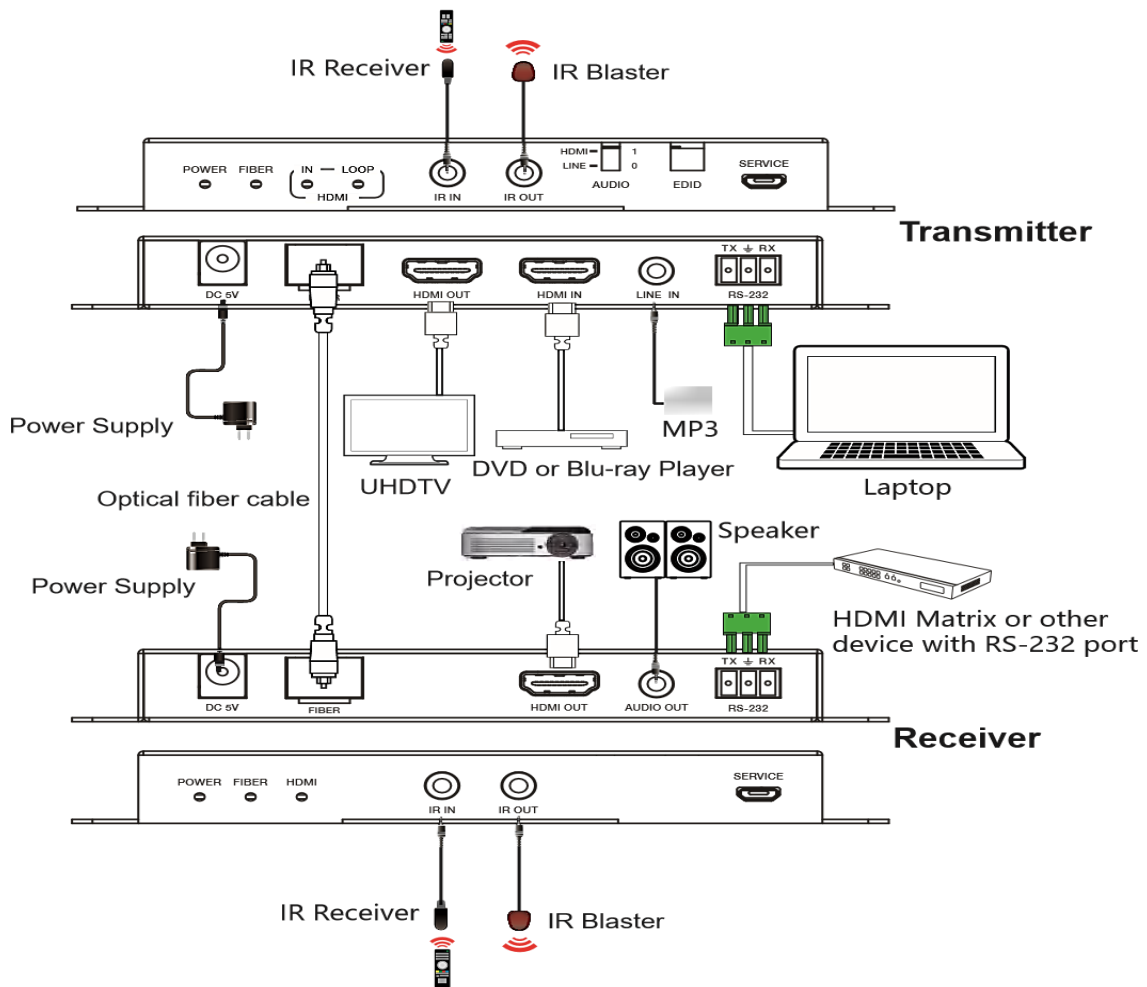 IR Receiver
IR Blaster
POWER FIBER IN LOOP
HDMI
IR IN
IR OUT
HDMI 1
LINE 0
AUDIO
EDID
SERVICE
Transmitter
DC 5V
HDMI OUT
HDMI IN
LINE IN
TX RX
RS-232
Power Supply
Optical fiber cable
UHDTV
DVD or Blu-ray Player
MP3
Laptop
Power Supply
Projector
Speaker
HDMI Matrix or other
device with RS-232 port
DC 5V
FIBER
HDMI OUT
AUDIO OUT
TX RX
RS-232
Receiver
POWER FIBER HDMI
IR IN
IR OUT
SERVICE
IR Receiver
IR Blaster